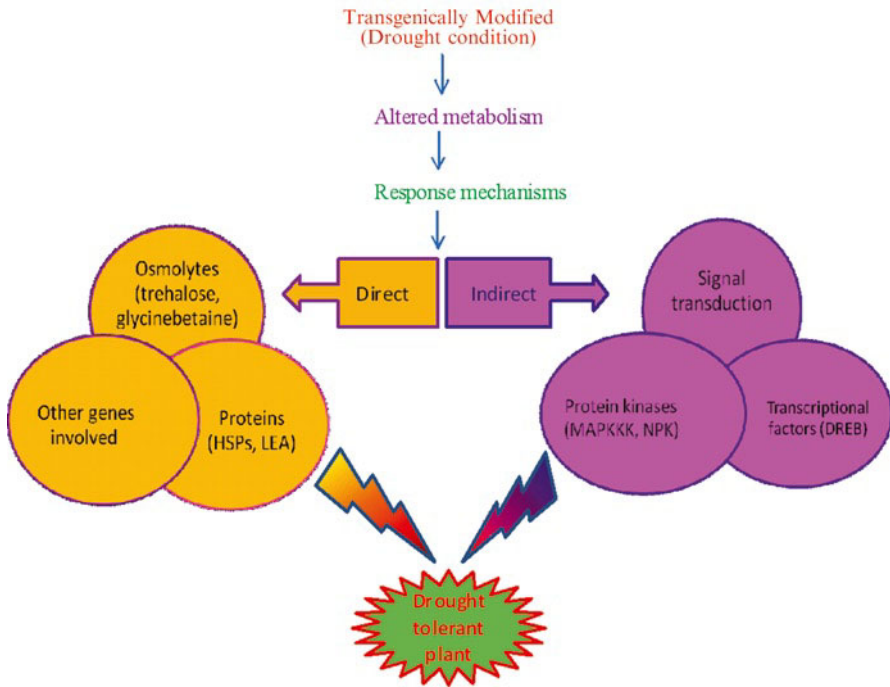 Transgenically Modified
(Drought condition)
Altered metabolism
Response mechanisms
Direct
Indirect
Osmolytes
(trehalose,
glycinebetaine)
Other genes
involved
Proteins
(HSPs, LEA)
Signal
transduction
Protein kinases
(MAPKKK, NPK)
Transcriptional
factors (DREB)
Drought
tolerant
plant